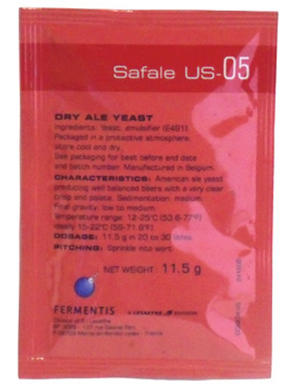 Safale US-05
DRY ALE YEAST
Ingredients: Yeast, emulsifier (E491).
Packaged in a protective atmosphere.
store cool and dry.
See packaging for best before end date
and batch number. Manufactured in Belgium.
CHARACTERISTICS: American ale yeast
producing well balanced beers with a very clear
crisp end palate. Sedimentation: medium.
Final gravity: low to medium.
Temperature range: 12-25°C (53.6-77°F)
ideally 15-22°C (59-71.6°F)
DOSAGE: 11.5 g in 20 to 30 litres.
PITCHING: Sprinkle into wort.
NET WEIGHT: 11.5 g
FERMENTIS